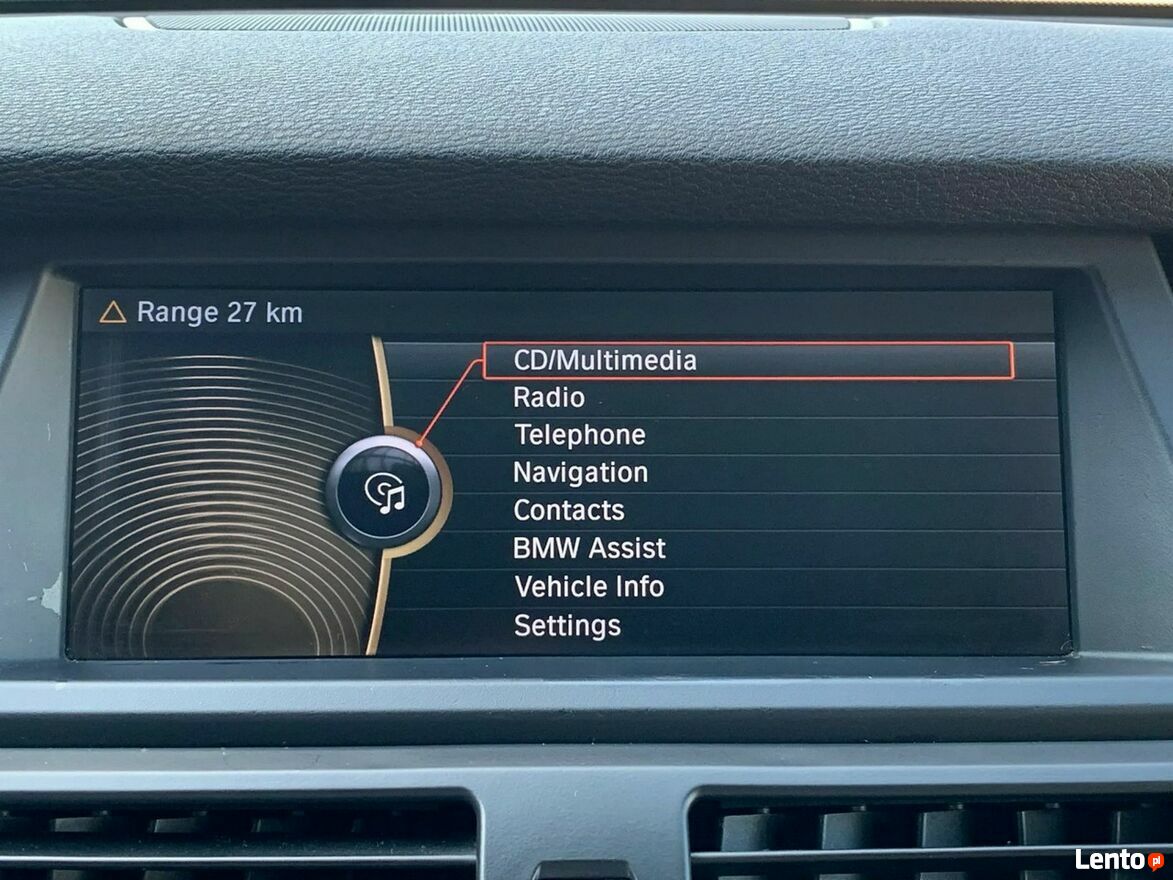 Range 27 km
CD/Multimedia
Radio
Telephone
Navigation
Contacts
BMW Assist
Vehicle Info
Settings
Lento pl